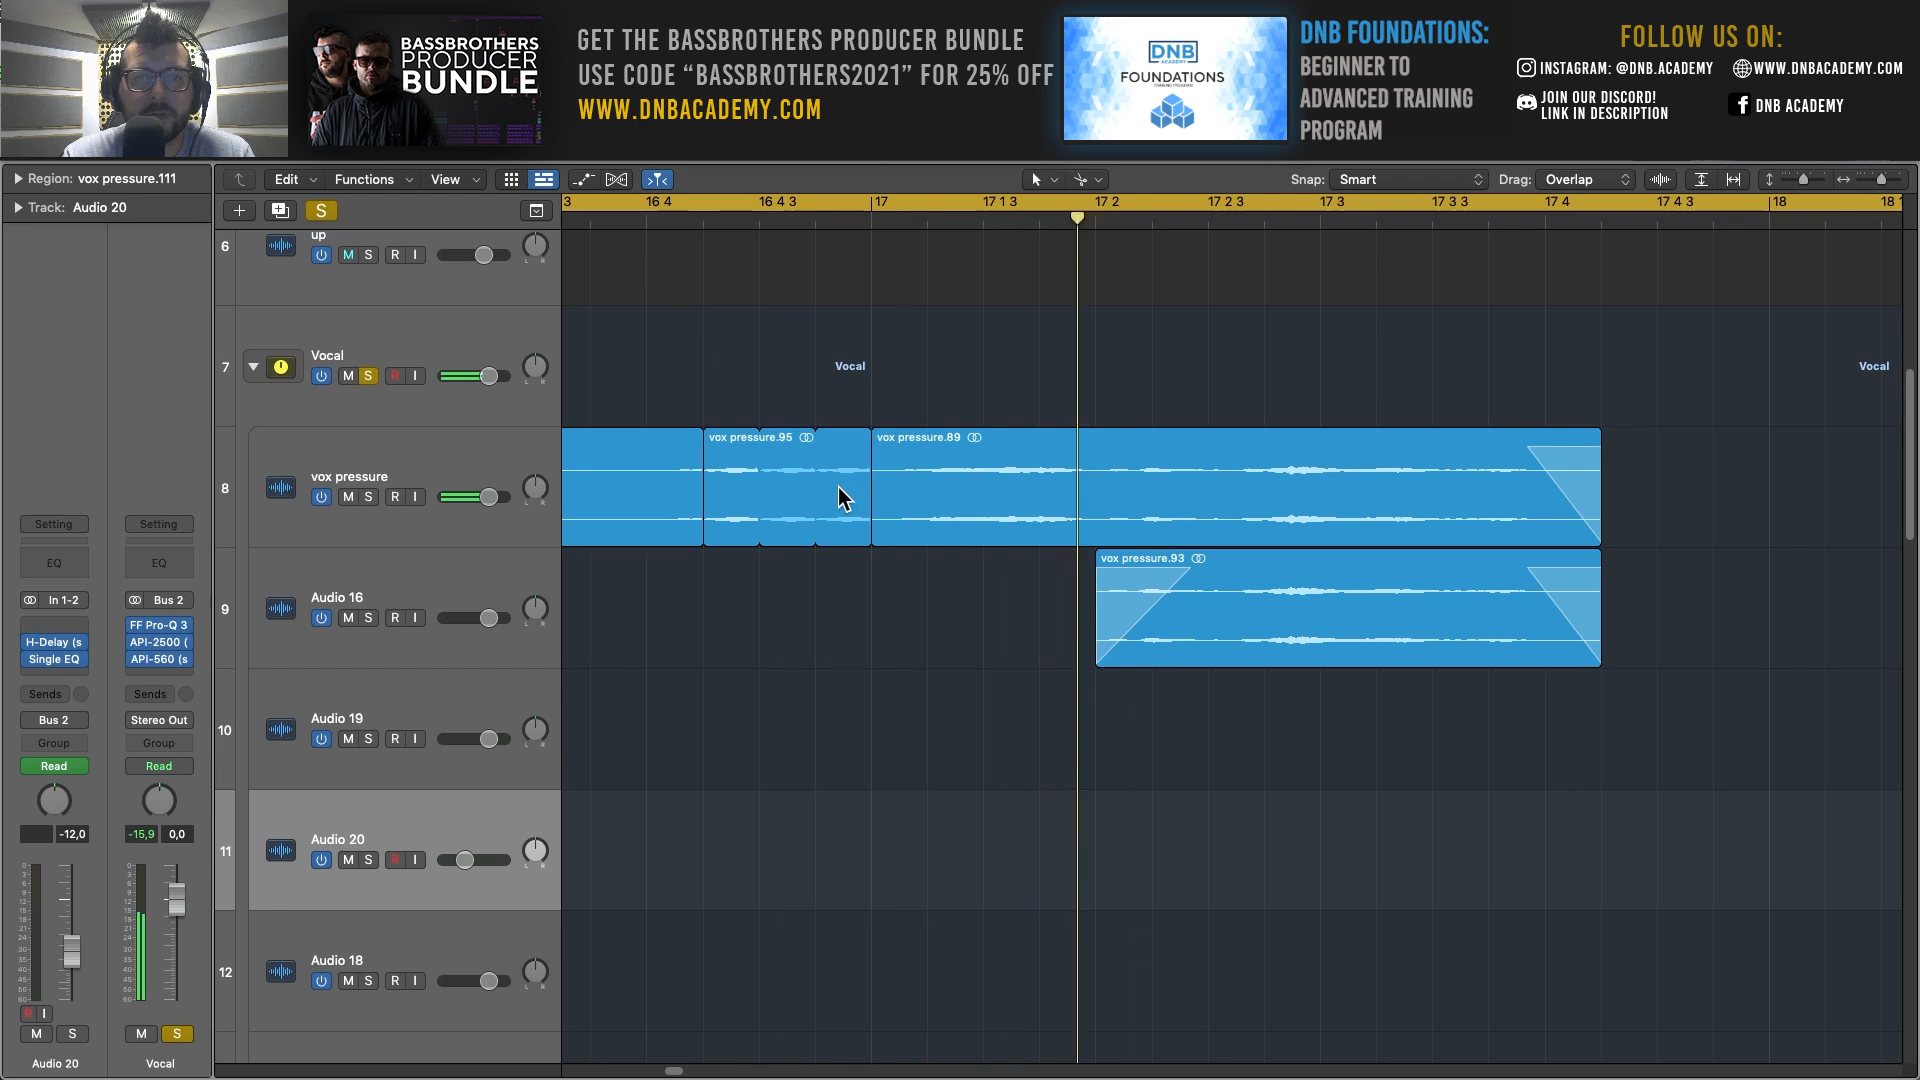 BASSBROTHERS
PRODUCER
BUNDLE
GET THE BASSBROTHERS PRODUCER BUNDLE
USE CODE “BASSBROTHERS2021” FOR 25% OFF
WWW.DNBACADEMY.COM
DNB
ACADEMY
FOUNDATIONS
DNB FOUNDATIONS:
BEGINNER TO
ADVANCED TRAINING
PROGRAM
FOLLOW US ON:
INSTAGRAM: @DNB.ACADEMY
WWW.DNBACADEMY.COM
JOIN OUR DISCORD!
LINK IN DESCRIPTION
DNB ACADEMY
Region: vox pressure.111
Edit Functions View
Snap: Smart Drag: Overlap
Track: Audio 20
S
3 16 4 16 4 3 17 17 1 3 17 2 17 2 3 17 3 17 3 3 17 4 17 4 3 18 18 1
6 up
M S R I
7 Vocal
M S R I
Vocal Vocal
8 vox pressure
M S R I
vox pressure.95 vox pressure.89
9 Audio 16
M S R I
vox pressure.93
10 Audio 19
M S R I
11 Audio 20
M S R I
12 Audio 18
M S R I
Setting Setting
EQ EQ
In 1-2 Bus 2
FF Pro-Q 3
H-Delay (s API-2500 (
Single EQ API-560 (s
Sends Sends
Bus 2 Stereo Out
Group Group
Read Read
-12,0 -15,9 0,0
R I
M S M S
Audio 20 Vocal